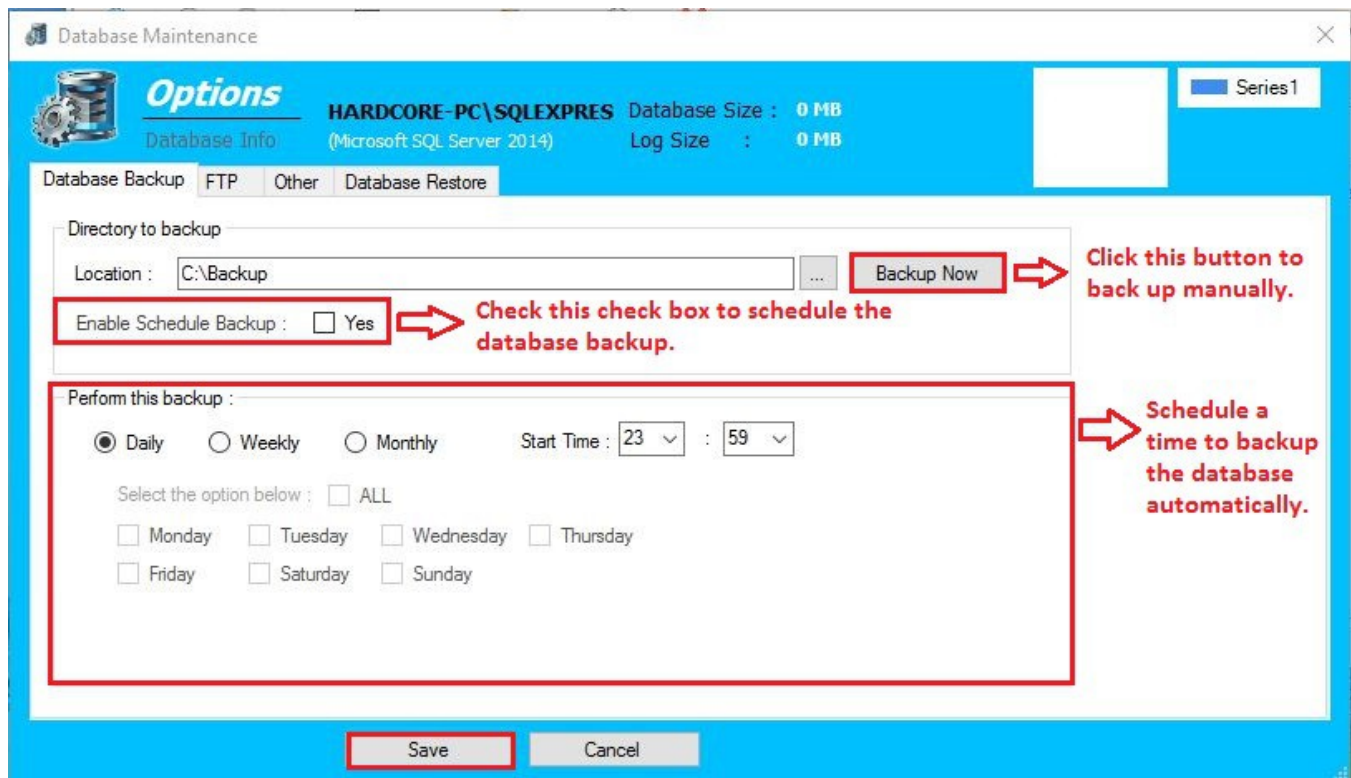 Database Maintenance
Options
Database Info
HARDCORE-PC\SQLEXPRES
(Microsoft SQL Server 2014)
Database Size : 0 MB
Log Size : 0 MB
Series1
Database Backup FTP Other Database Restore
Directory to backup
Location : C:\Backup ... Backup Now
Click this button to
back up manually.
Enable Schedule Backup : Yes
Check this check box to schedule the
database backup.
Perform this backup :
Daily Weekly Monthly Start Time : 23 : 59
Select the option below : ALL
Monday Tuesday Wednesday Thursday
Friday Saturday Sunday
Schedule a
time to backup
the database
automatically.
Save Cancel